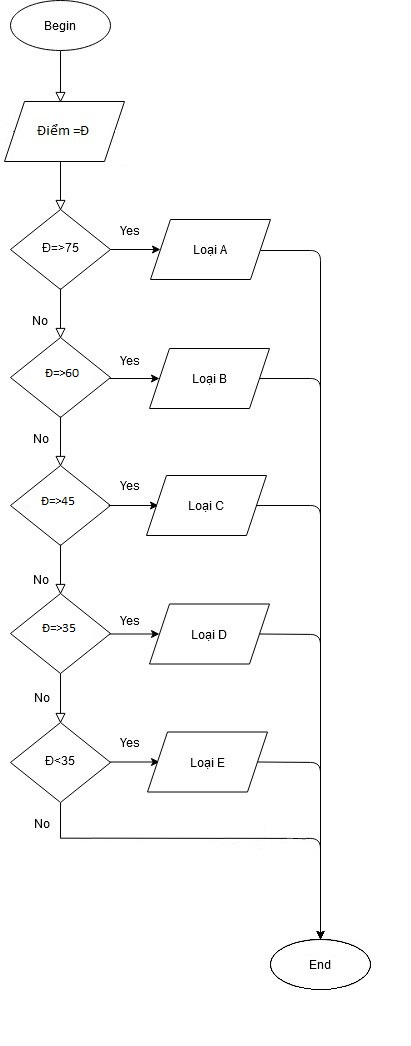 Begin
Điểm =Đ
Đ=>75
Yes
Loại A
No
Đ=>60
Yes
Loại B
No
Đ=>45
Yes
Loại C
No
Đ=>35
Yes
Loại D
No
Đ<35
Yes
Loại E
No
End